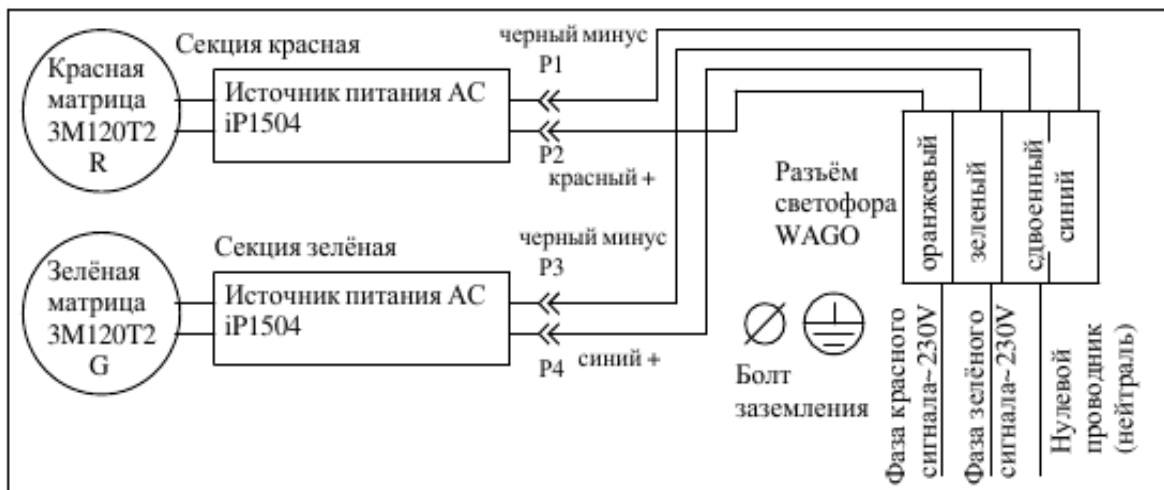 Секция красная
черный минус
P1
Красная
матрица
3М120Т2
R
Источник питания АС
iP1504
P2
красный +
Секция зелёная
черный минус
P3
Зелёная
матрица
3М120Т2
G
Источник питания АС
iP1504
P4
синий +
Разъём
светофора
WAGO
оранжевый
зеленый
сдвоенный
синий
Болт
заземления
Фаза красного
сигнала~230V
Фаза зелёного
сигнала~230V
Нулевой
проводник
(нейтраль)